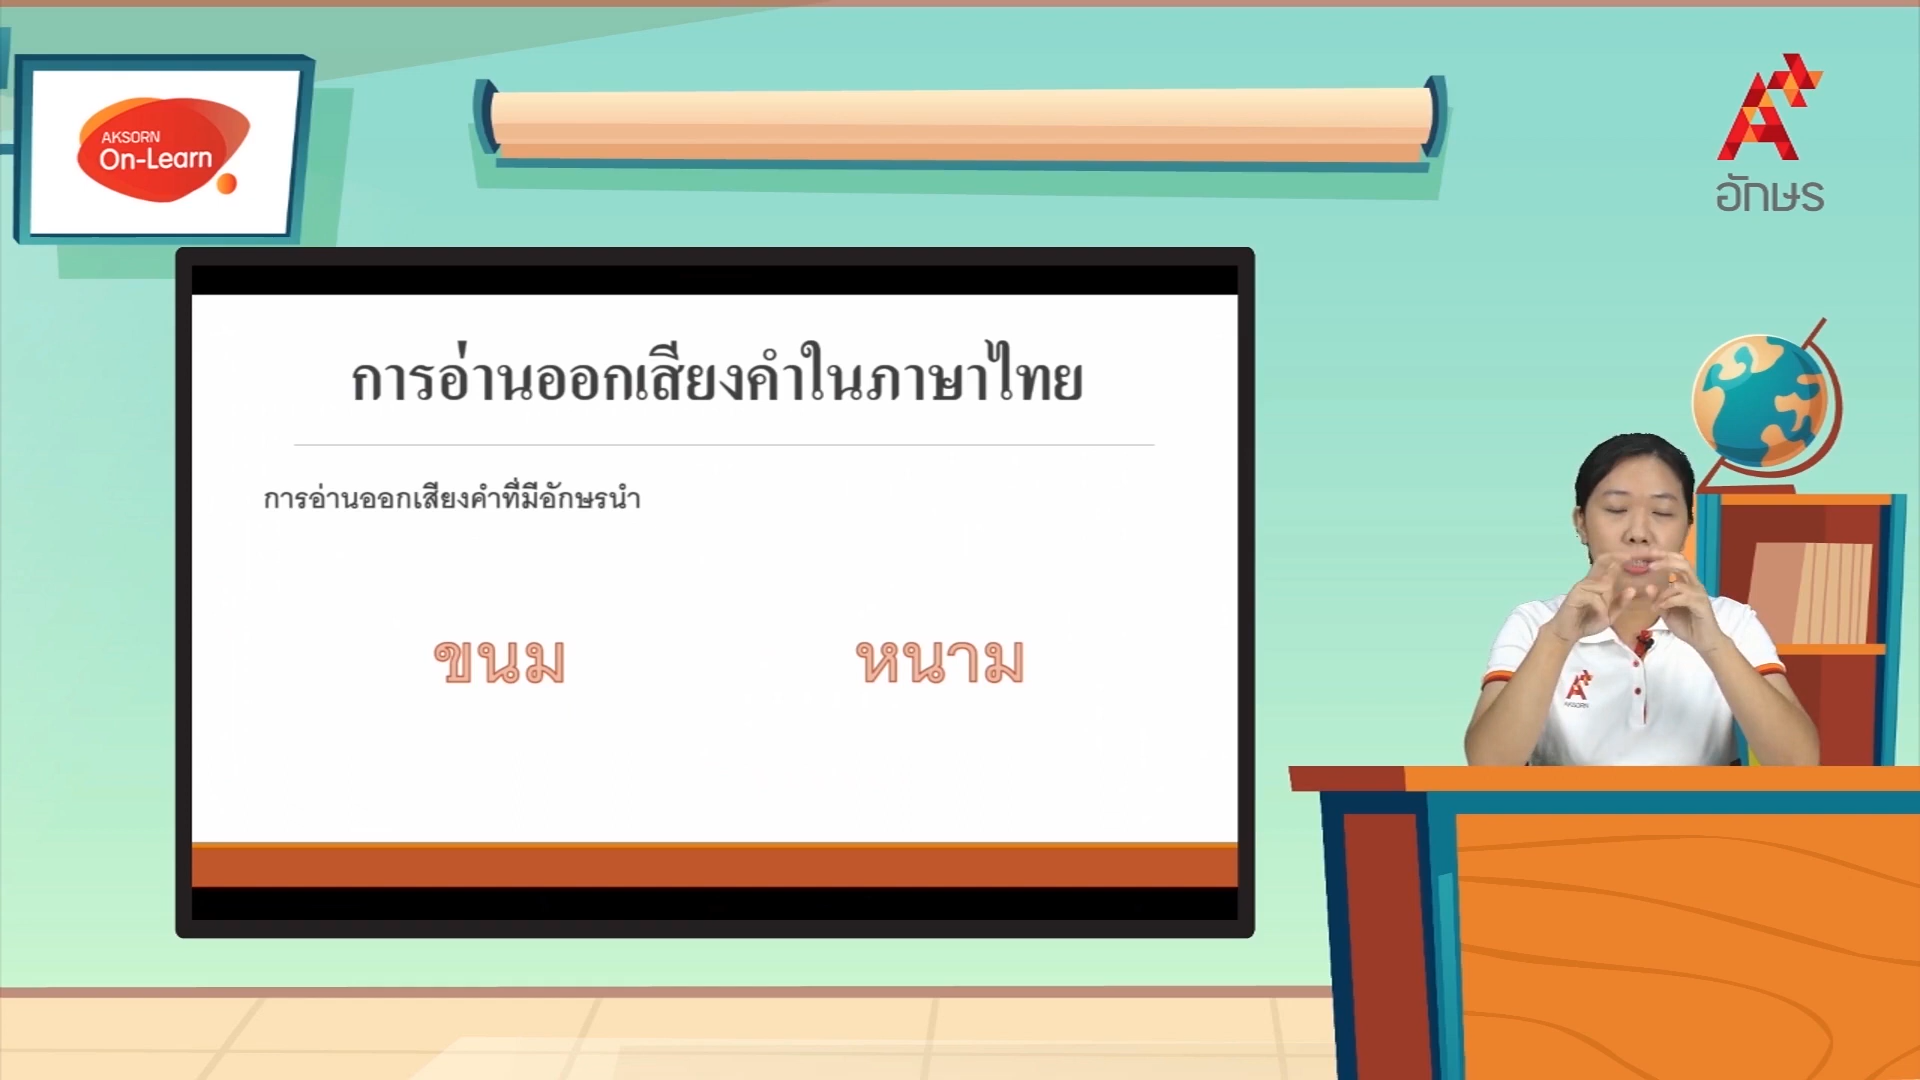 AKSORN
On-Learn
อักษร
การอ่านออกเสียงคำในภาษาไทย
การอ่านออกเสียงคำที่มีอักษรนำ
ขนม
หนาม
AKSORN